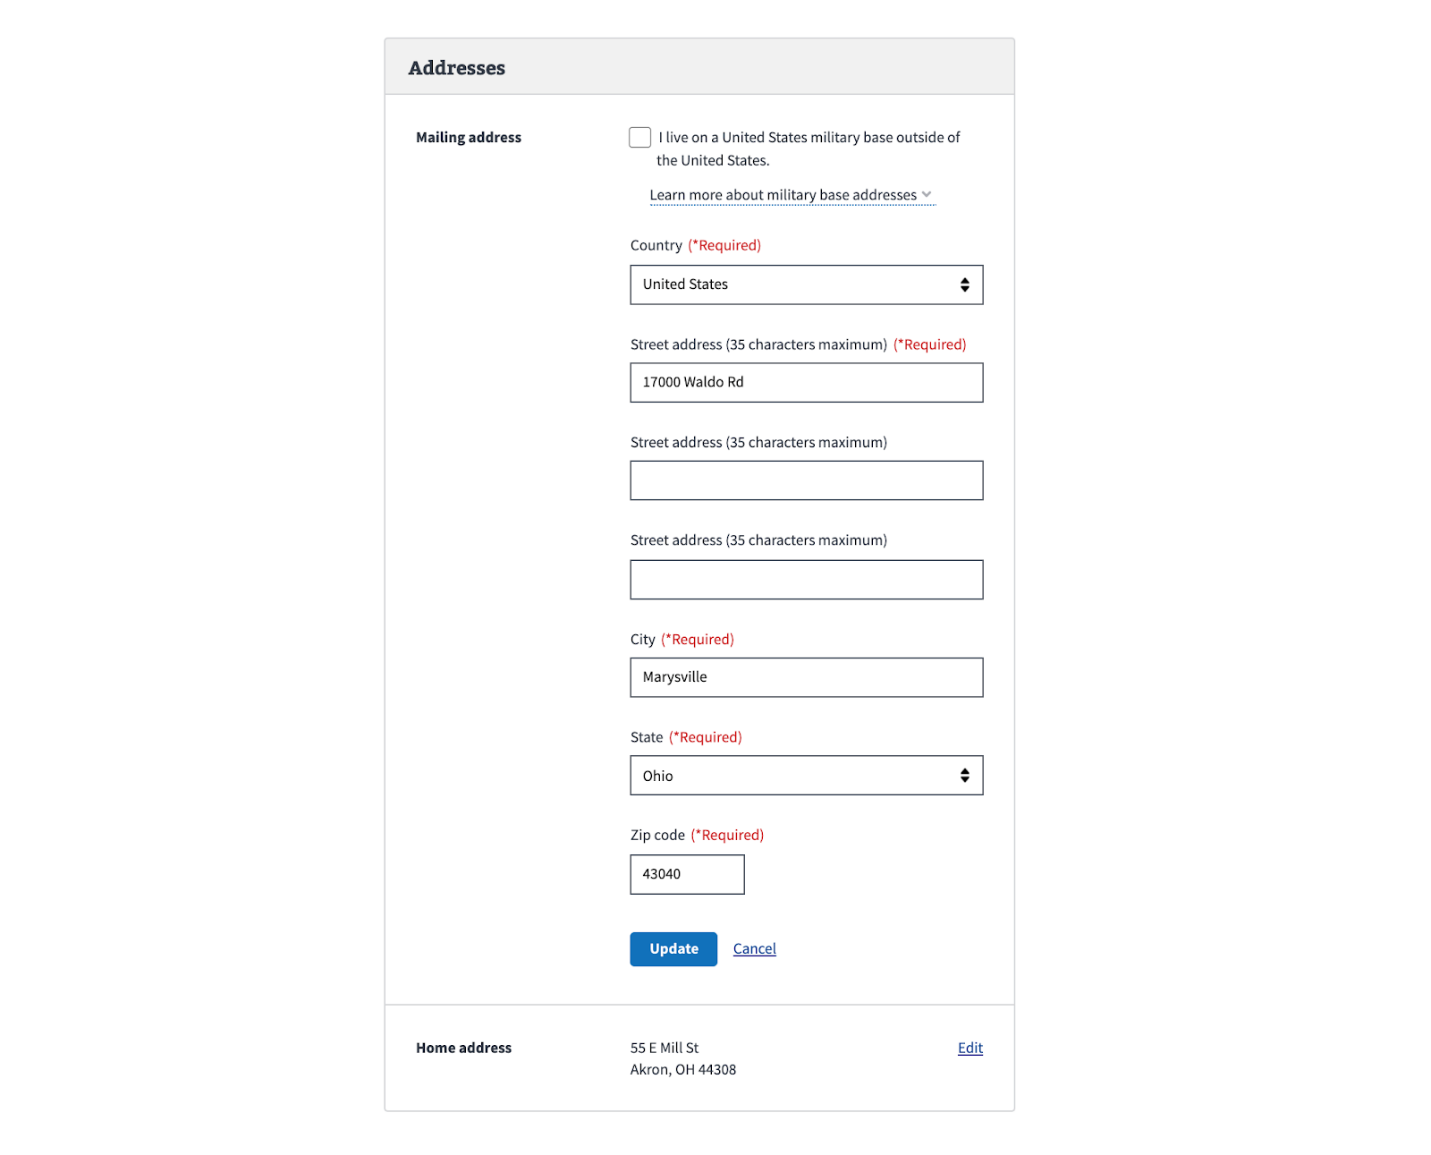 Addresses
Mailing address
I live on a United States military base outside of
the United States.
Learn more about military base addresses
Country (*Required)
United States
Street address (35 characters maximum) (*Required)
17000 Waldo Rd
Street address (35 characters maximum)
Street address (35 characters maximum)
City (*Required)
Marysville
State (*Required)
Ohio
Zip code (*Required)
43040
Update Cancel
Home address
55 E Mill St
Edit
Akron, OH 44308